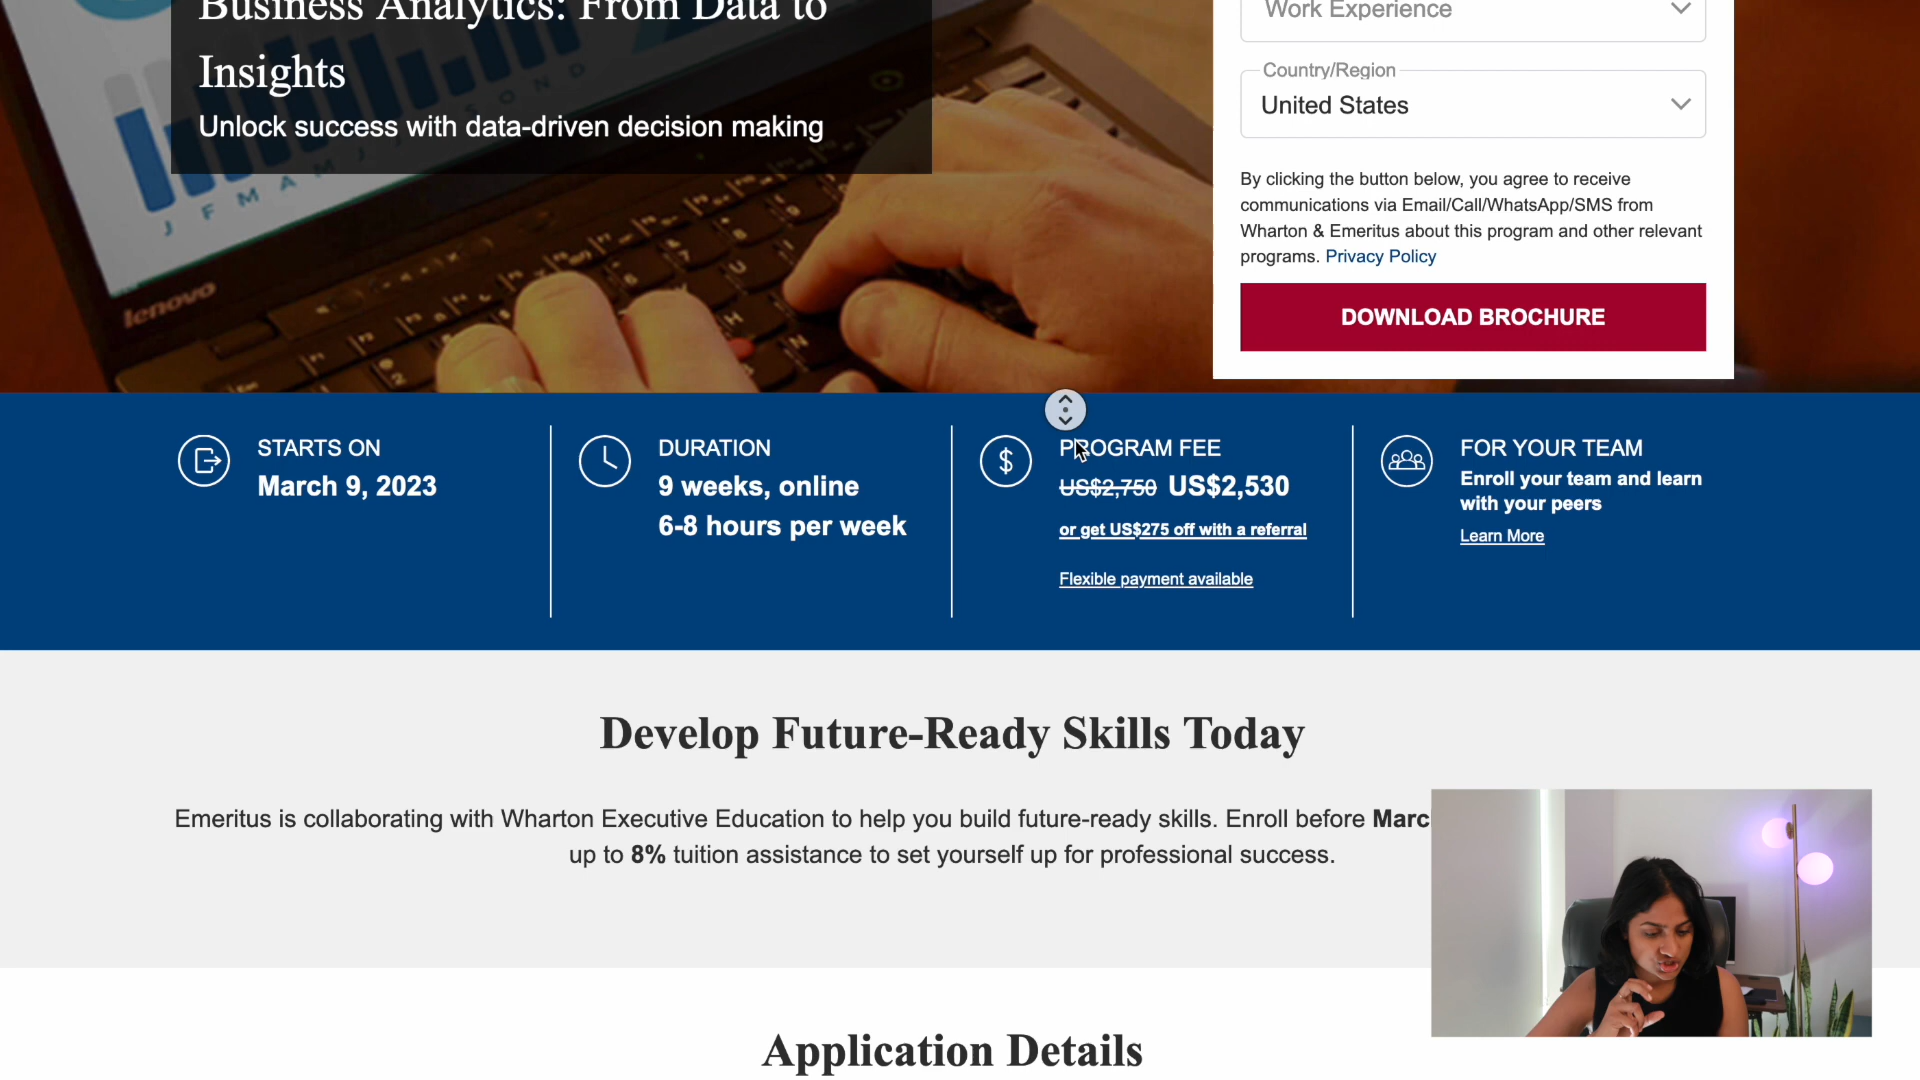 Business Analytics: From Data to
Insights
Unlock success with data-driven decision making
J F M A M J J A S O N D
lenovo
Work Experience
Country/Region
United States
By clicking the button below, you agree to receive
communications via Email/Call/WhatsApp/SMS from
Wharton & Emeritus about this program and other relevant
programs. Privacy Policy
DOWNLOAD BROCHURE
STARTS ON
March 9, 2023
DURATION
9 weeks, online
6-8 hours per week
PROGRAM FEE
US$2,750 US$2,530
or get US$275 off with a referral
Flexible payment available
FOR YOUR TEAM
Enroll your team and learn
with your peers
Learn More
Develop Future-Ready Skills Today
Emeritus is collaborating with Wharton Executive Education to help you build future-ready skills. Enroll before Marc
up to 8% tuition assistance to set yourself up for professional success.
Application Details